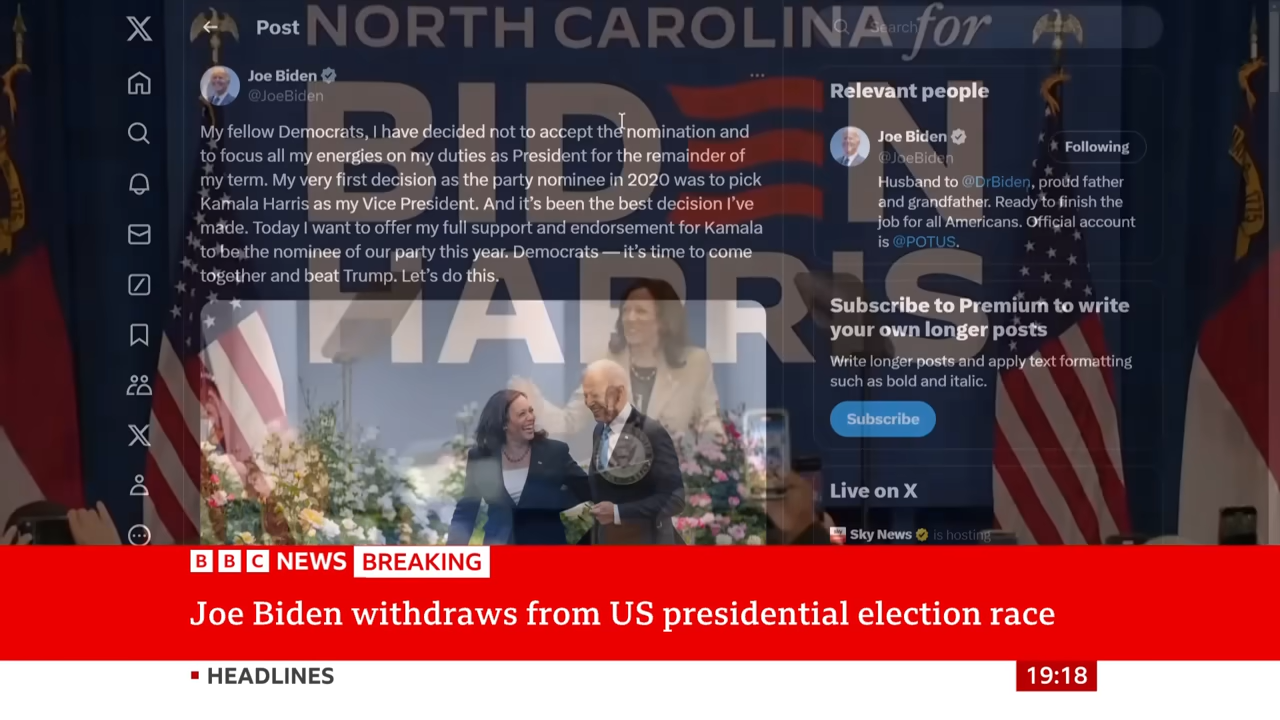 NORTH CAROLINA for
BIDEN
HARRIS
Post
Search
Joe Biden
@JoeBiden
My fellow Democrats, I have decided not to accept the nomination and
to focus all my energies on my duties as President for the remainder of
my term. My very first decision as the party nominee in 2020 was to pick
Kamala Harris as my Vice President. And it's been the best decision I've
made. Today I want to offer my full support and endorsement for Kamala
to be the nominee of our party this year. Democrats — it's time to come
together and beat Trump. Let's do this.
Relevant people
Joe Biden
@JoeBiden
Following
Husband to @DrBiden, proud father
and grandfather. Ready to finish the
job for all Americans. Official account
is @POTUS.
Subscribe to Premium to write
your own longer posts
Write longer posts and apply text formatting
such as bold and italic.
Subscribe
Live on X
Sky News is hosting
BBC NEWS BREAKING
Joe Biden withdraws from US presidential election race
HEADLINES
19:18